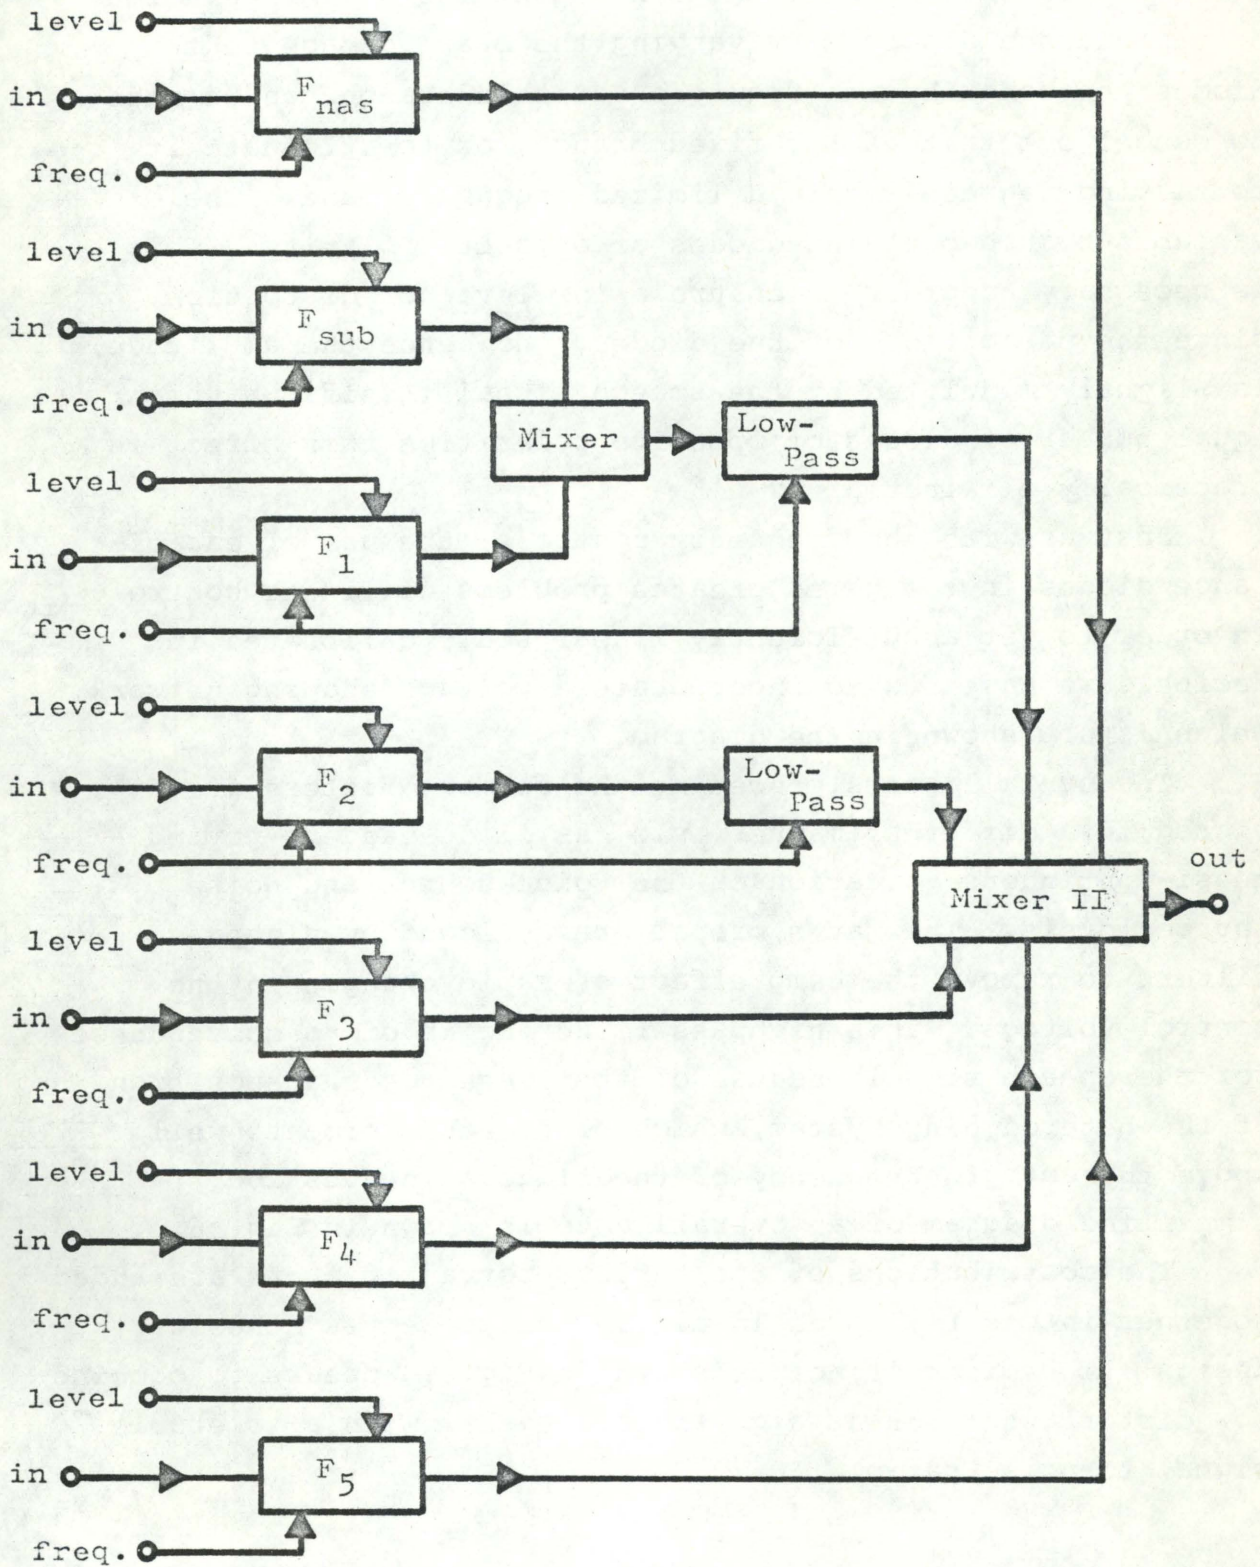 level
in
F nas
freq.
level
in
F sub
freq.
Mixer
Low-
Pass
level
in
F 1
freq.
level
in
F 2
Low-
Pass
freq.
out
Mixer II
level
in
F 3
freq.
level
in
F 4
freq.
level
in
F 5
freq.